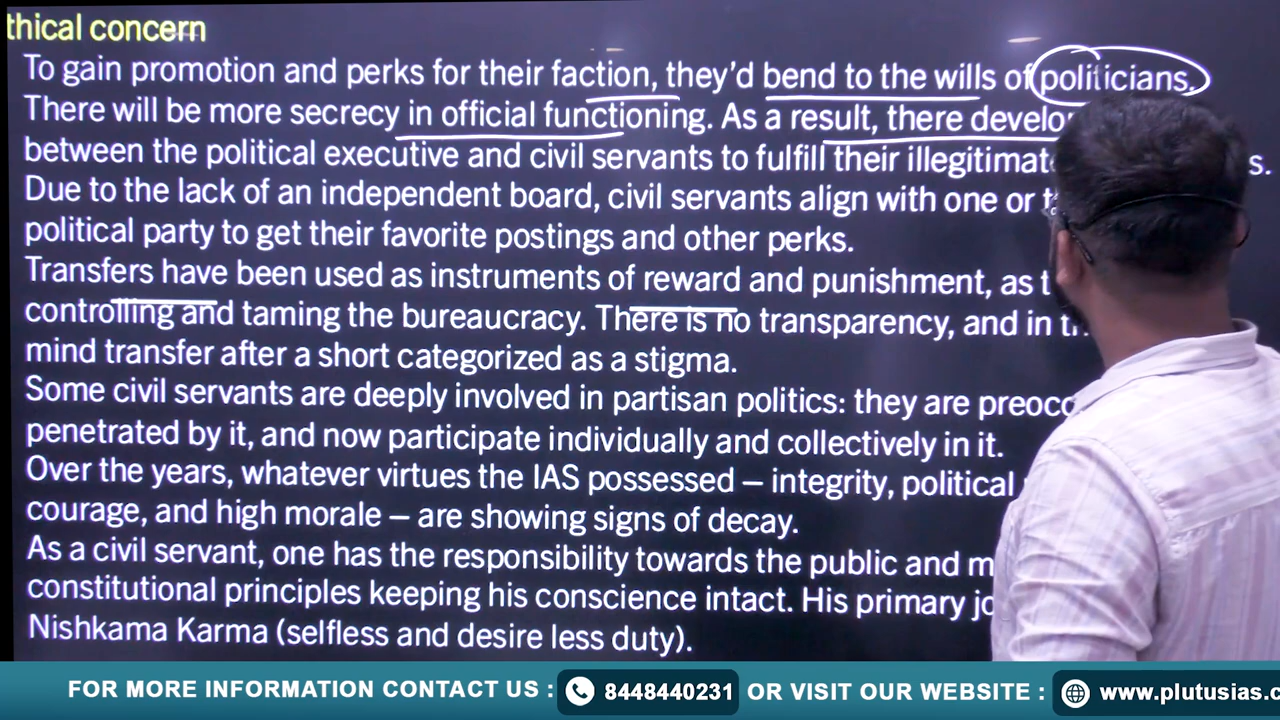 thical concern
To gain promotion and perks for their faction, they’d bend to the wills of politicians.
There will be more secrecy in official functioning. As a result, there
between the political executive and civil servants to fulfill their
Due to the lack of an independent board, civil servants align with one or
political party to get their favorite postings and other perks.
Transfers have been used as instruments of reward and punishment, as
controlling and taming the bureaucracy. There is no transparency, and in
mind transfer after a short categorized as a stigma.
Some civil servants are deeply involved in partisan politics: they are
penetrated by it, and now participate individually and collectively in it.
Over the years, whatever virtues the IAS possessed – integrity, political
courage, and high morale – are showing signs of decay.
As a civil servant, one has the responsibility towards the public and
constitutional principles keeping his conscience intact. His primary
Nishkama Karma (selfless and desire less duty).
FOR MORE INFORMATION CONTACT US : 8448440231 OR VISIT OUR WEBSITE : www.plutusias.c